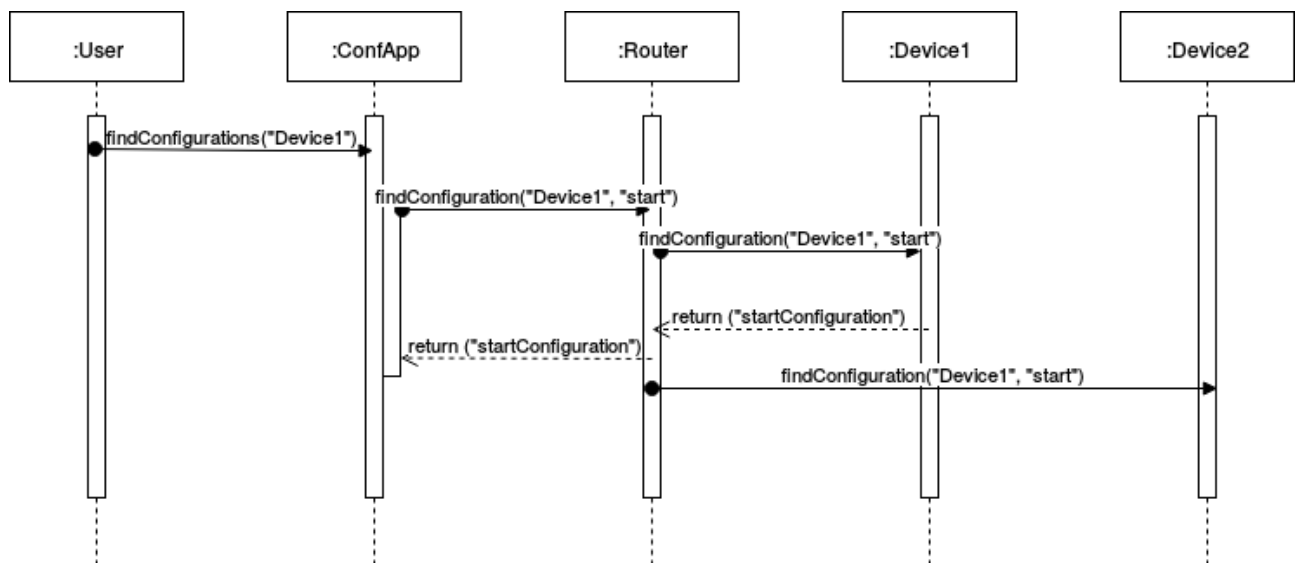 :User
:ConfApp
:Router
:Device1
:Device2
findConfigurations("Device1")
findConfiguration("Device1", "start")
findConfiguration("Device1", "start")
return ("startConfiguration")
return ("startConfiguration")
findConfiguration("Device1", "start")